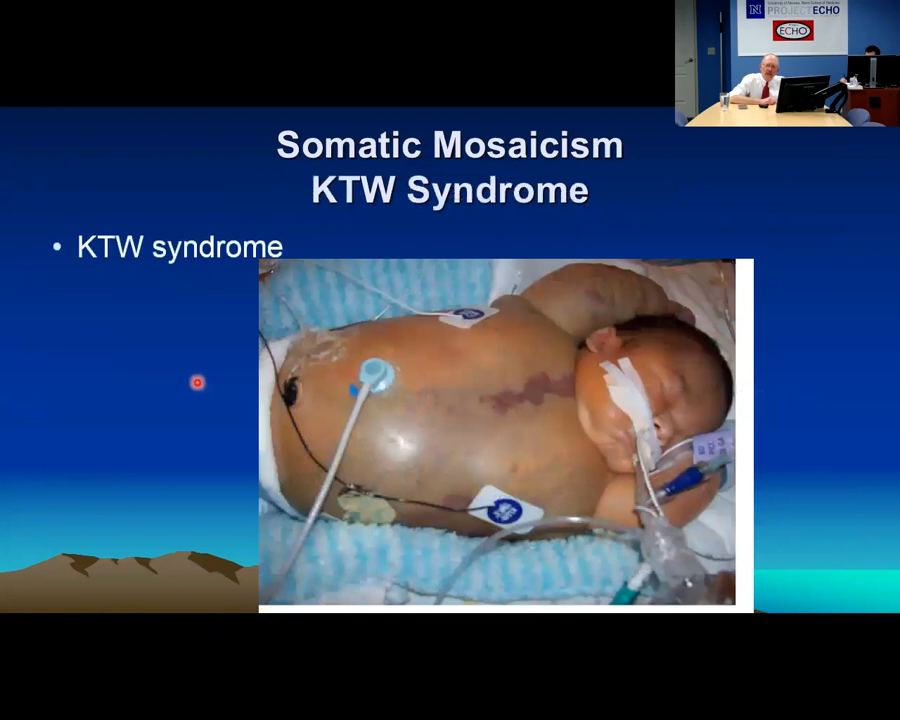 PROJECT ECHO
ECHO
Somatic Mosaicism
KTW Syndrome
• KTW syndrome